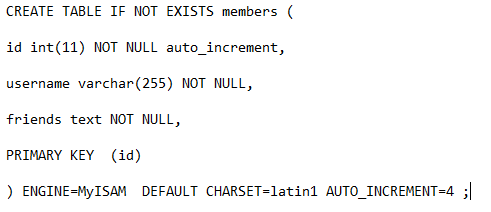 CREATE TABLE IF NOT EXISTS members (
id int(11) NOT NULL auto_increment,
username varchar(255) NOT NULL,
friends text NOT NULL,
PRIMARY KEY  (id)
) ENGINE=MyISAM  DEFAULT CHARSET=latin1 AUTO_INCREMENT=4 ;